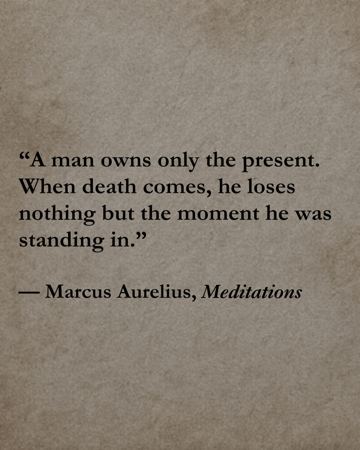 “A man owns only the present.
When death comes, he loses
nothing but the moment he was
standing in.”
— Marcus Aurelius, Meditations